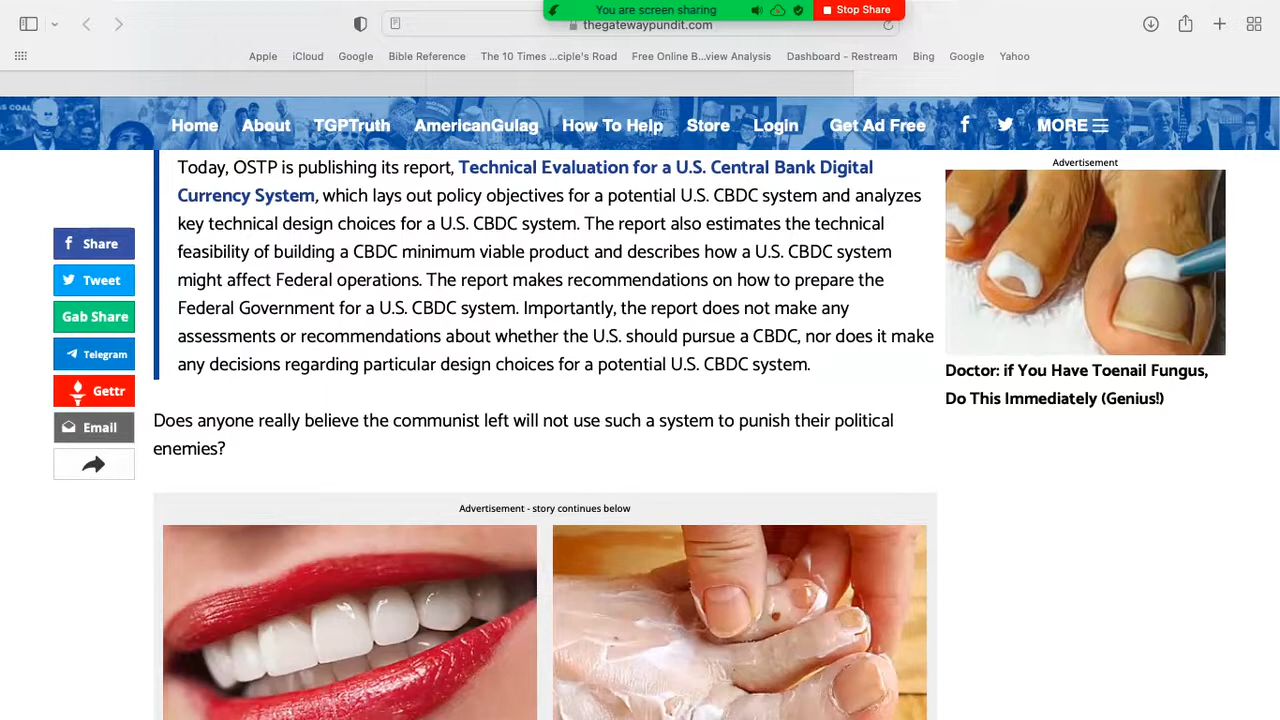 You are screen sharing
Stop Share
thegatewaypundit.com
Apple iCloud Google Bible Reference The 10 Times ...ciple's Road Free Online B...view Analysis Dashboard - Restream Bing Google Yahoo
Home About TGPTruth AmericanGulag How To Help Store Login Get Ad Free MORE
Today, OSTP is publishing its report, Technical Evaluation for a U.S. Central Bank Digital
Currency System, which lays out policy objectives for a potential U.S. CBDC system and analyzes
key technical design choices for a U.S. CBDC system. The report also estimates the technical
feasibility of building a CBDC minimum viable product and describes how a U.S. CBDC system
might affect Federal operations. The report makes recommendations on how to prepare the
Federal Government for a U.S. CBDC system. Importantly, the report does not make any
assessments or recommendations about whether the U.S. should pursue a CBDC, nor does it make
any decisions regarding particular design choices for a potential U.S. CBDC system.
Does anyone really believe the communist left will not use such a system to punish their political
enemies?
Share
Tweet
Gab Share
Telegram
Gettr
Email
Advertisement
Doctor: if You Have Toenail Fungus,
Do This Immediately (Genius!)
Advertisement - story continues below